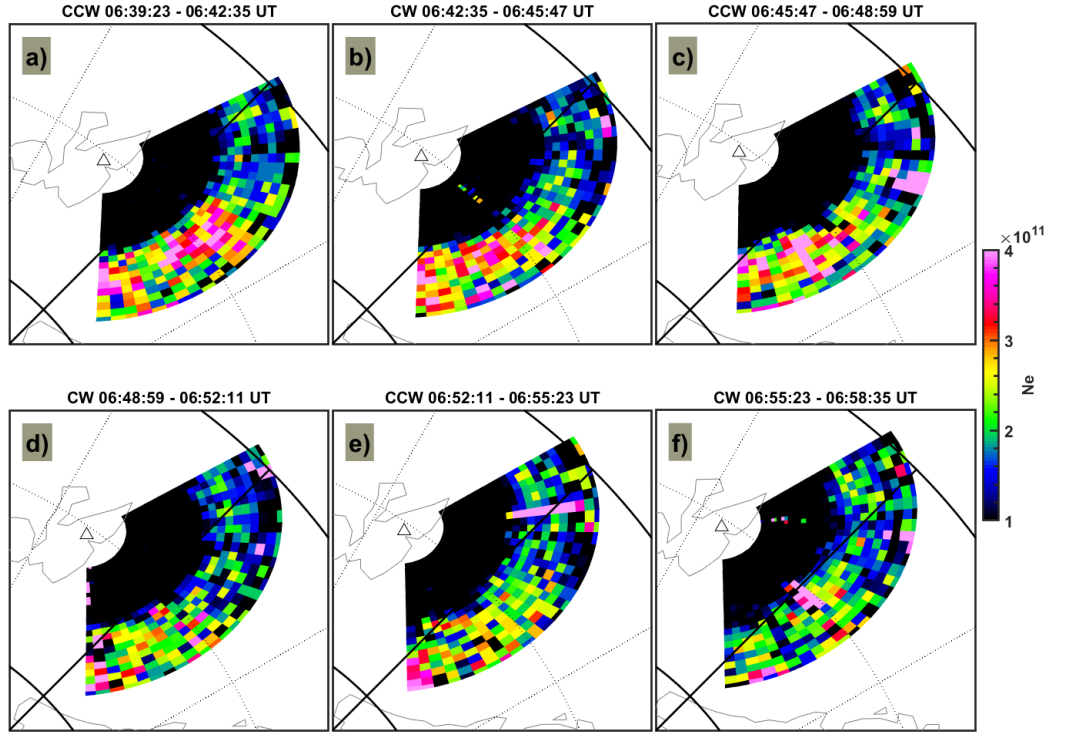 CCW 06:39:23 - 06:42:35 UT
CW 06:42:35 - 06:45:47 UT
CCW 06:45:47 - 06:48:59 UT
a)
b)
c)
×10¹¹
4
3
2
1
Ne
CW 06:48:59 - 06:52:11 UT
CCW 06:52:11 - 06:55:23 UT
CW 06:55:23 - 06:58:35 UT
d)
e)
f)